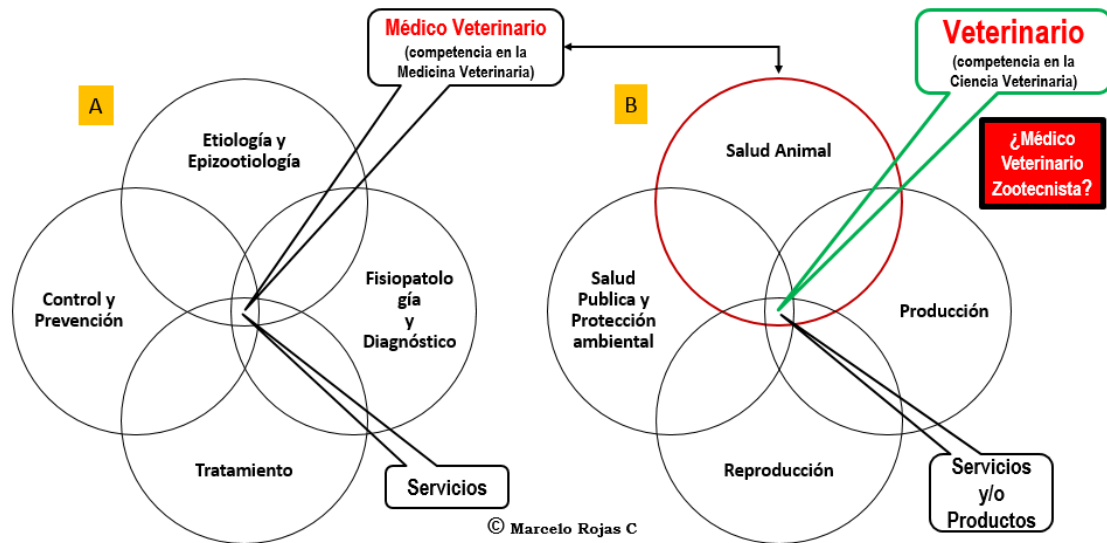 Médico Veterinario
(competencia en la
Medicina Veterinaria)
Veterinario
(competencia en la
Ciencia Veterinaria)
A
B
¿Médico
Veterinario
Zootecnista?
Etiología y
Epizootiología
Control y
Prevención
Fisiopatolo
gía
y
Diagnóstico
Tratamiento
Servicios
Salud Animal
Salud
Publica y
Protección
ambiental
Producción
Reproducción
Servicios
y/o
Productos
© Marcelo Rojas C